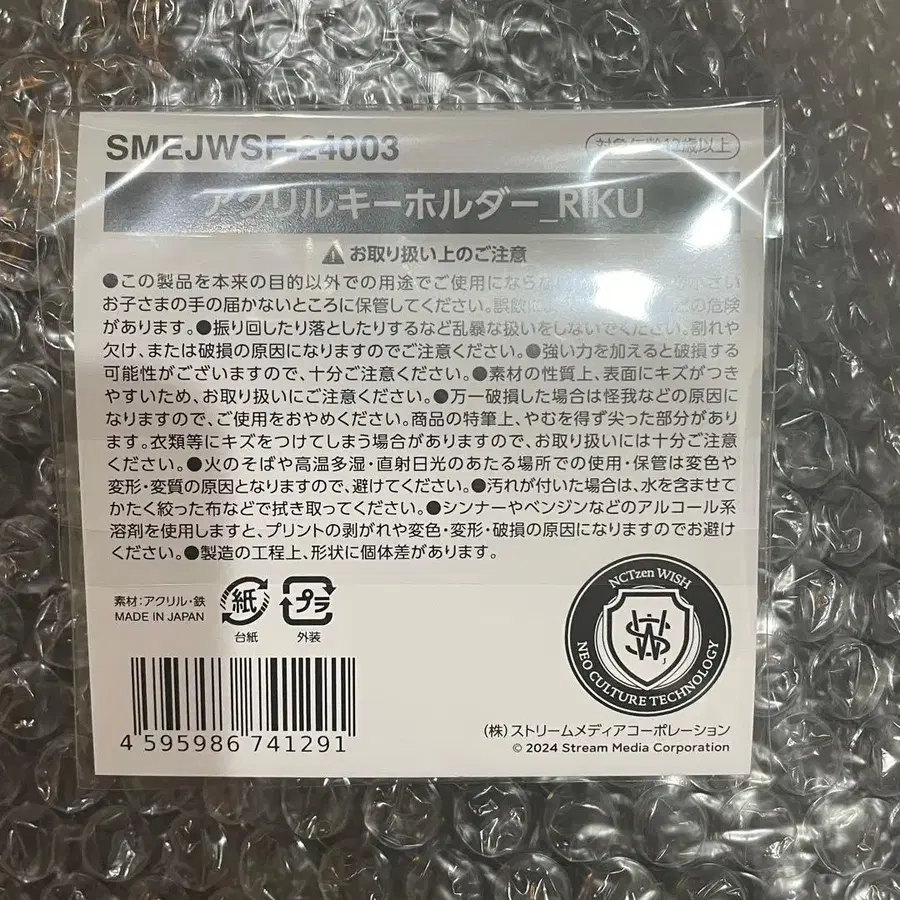 SMEJWSF-24003
対象年齢12歳以上
アクリルキーホルダー_RIKU
お取り扱い上のご注意
●この製品を本来の目的以外での用途でご使用にならな 小さい
お子さまの手の届かないところに保管してください。誤飲に の危険
があります。●振り回したり落としたりするなど乱暴な扱いをしないでください。割れや
欠け、または破損の原因になりますのでご注意ください。●強い力を加えると破損する
可能性がございますので、十分ご注意ください。●素材の性質上、表面にキズがつき
やすいため、お取り扱いにご注意ください。●万一破損した場合は怪我などの原因に
なりますので、ご使用をおやめください。商品の特筆上、やむを得ず尖った部分があり
ます。衣類等にキズをつけてしまう場合がありますので、お取り扱いには十分ご注意
ください。●火のそばや高温多湿・直射日光のあたる場所での使用・保管は変色や
変形・変質の原因となりますので、避けてください。●汚れが付いた場合は、水を含ませて
かたく絞った布などで拭き取ってください。●シンナーやベンジンなどのアルコール系
溶剤を使用しますと、プリントの剥がれや変色・変形・破損の原因になりますのでお避け
ください。●製造の工程上、形状に個体差があります。
素材:アクリル・鉄
MADE IN JAPAN
紙
台紙
プラ
外装
NCTzen WISH
NEO CULTURE TECHNOLOGY
4 595986 741291
(株)ストリームメディアコーポレーション
© 2024 Stream Media Corporation